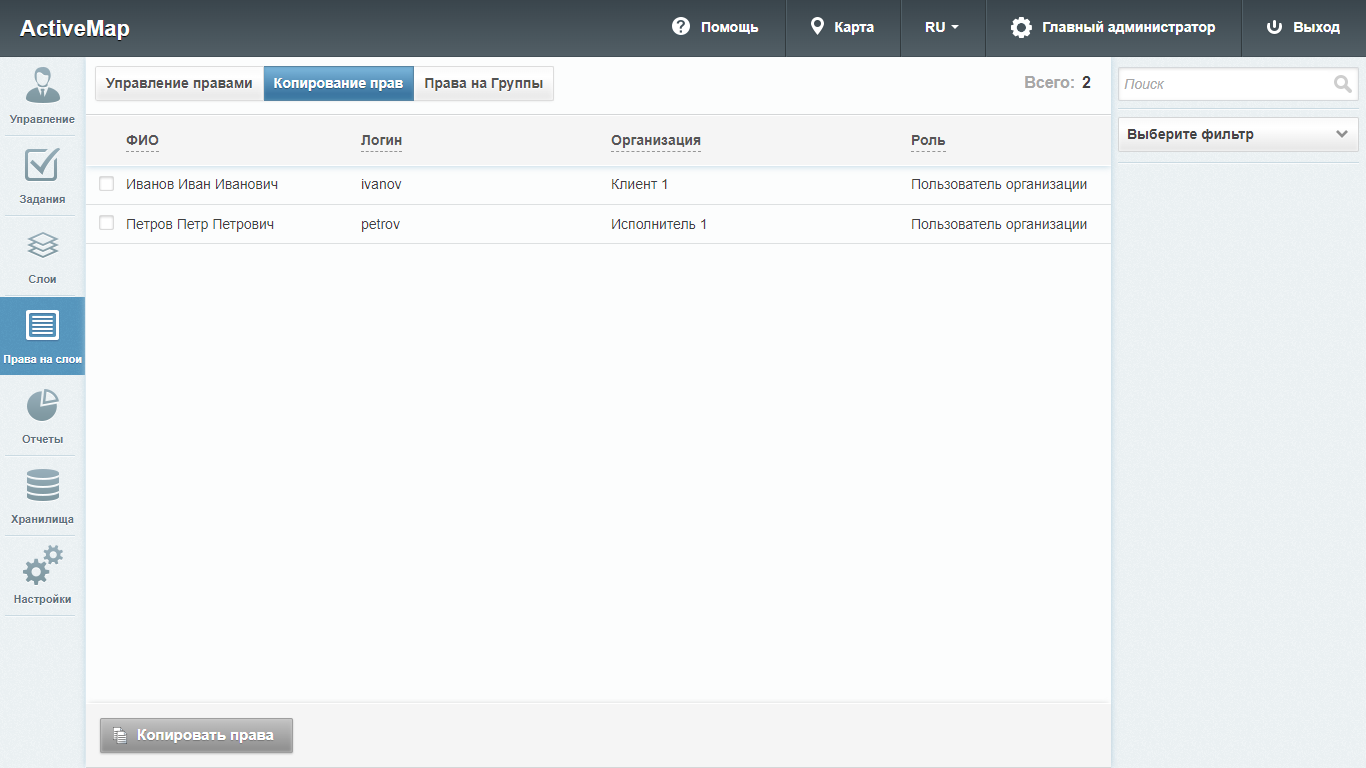 ActiveMap
Помощь
Карта
RU
Главный администратор
Выход
Управление
Задания
Слои
Права на слои
Отчеты
Хранилища
Настройки
Управление правами Копирование прав Права на Группы
Всего: 2
ФИО Логин Организация Роль
Иванов Иван Иванович ivanov Клиент 1 Пользователь организации
Петров Петр Петрович petrov Исполнитель 1 Пользователь организации
Копировать права
Поиск
Выберите фильтр